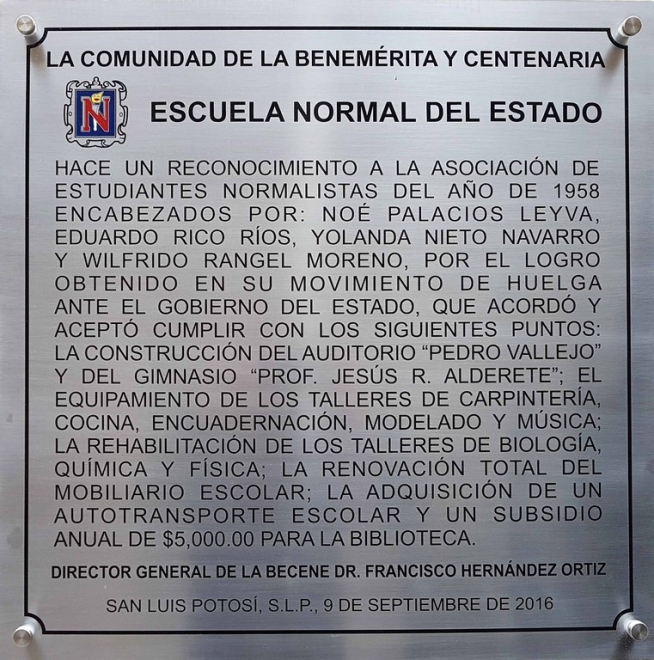 LA COMUNIDAD DE LA BENEMÉRITA Y CENTENARIA
N
ESCUELA NORMAL DEL ESTADO
HACE UN RECONOCIMIENTO A LA ASOCIACIÓN DE
ESTUDIANTES NORMALISTAS DEL AÑO DE 1958
ENCABEZADOS POR: NOÉ PALACIOS LEYVA,
EDUARDO RICO RÍOS, YOLANDA NIETO NAVARRO
Y WILFRIDO RANGEL MORENO, POR EL LOGRO
OBTENIDO EN SU MOVIMIENTO DE HUELGA
ANTE EL GOBIERNO DEL ESTADO, QUE ACORDÓ Y
ACEPTÓ CUMPLIR CON LOS SIGUIENTES PUNTOS:
LA CONSTRUCCIÓN DEL AUDITORIO “PEDRO VALLEJO”
Y DEL GIMNASIO “PROF. JESÚS R. ALDERETE”; EL
EQUIPAMIENTO DE LOS TALLERES DE CARPINTERÍA,
COCINA, ENCUADERNACIÓN, MODELADO Y MÚSICA;
LA REHABILITACIÓN DE LOS TALLERES DE BIOLOGÍA,
QUÍMICA Y FÍSICA; LA RENOVACIÓN TOTAL DEL
MOBILIARIO ESCOLAR; LA ADQUISICIÓN DE UN
AUTOTRANSPORTE ESCOLAR Y UN SUBSIDIO
ANUAL DE $5,000.00 PARA LA BIBLIOTECA.
DIRECTOR GENERAL DE LA BECENE DR. FRANCISCO HERNÁNDEZ ORTIZ
SAN LUIS POTOSÍ, S.L.P., 9 DE SEPTIEMBRE DE 2016